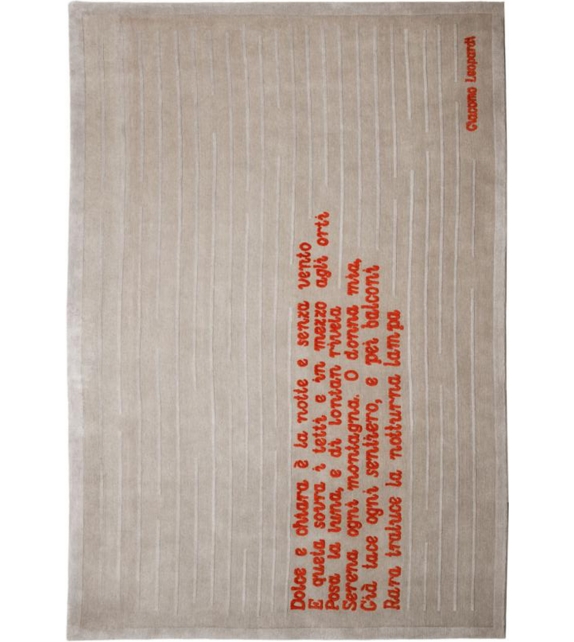 Dolce e chiara è la notte e senza vento
E queta sovra i tetti e in mezzo agli orti
Posa la luna, e di lontan rivela
Serena ogni montagna. O donna mia,
Già tace ogni sentiero, e pei balconi
Rara traluce la notturna lampa
Giacomo Leopardi